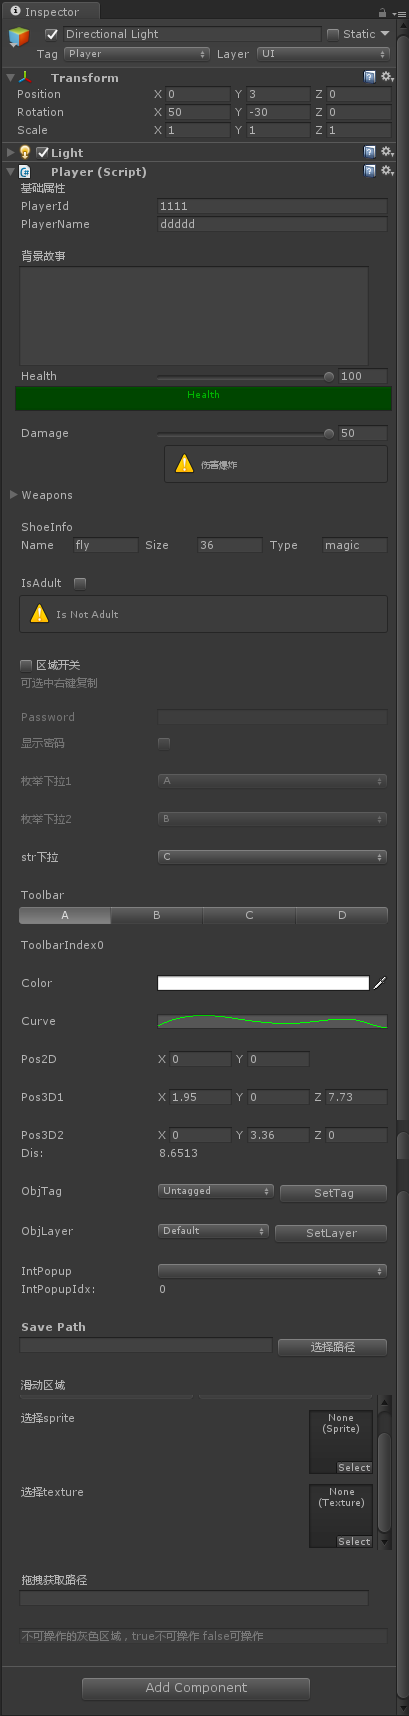 Inspector
Directional Light Static
Tag Player Layer UI
Transform
Position X 0 Y 3 Z 0
Rotation X 50 Y -30 Z 0
Scale X 1 Y 1 Z 1
Light
Player (Script)
基础属性
PlayerId 1111
PlayerName ddddd
背景故事
Health 100
Health
Damage 50
伤害爆炸
Weapons
ShoeInfo
Name fly Size 36 Type magic
IsAdult
Is Not Adult
区域开关
可选中右键复制
Password
显示密码
枚举下拉1 A
枚举下拉2 B
str下拉 C
Toolbar
A B C D
ToolbarIndex0
Color
Curve
Pos2D X 0 Y 0
Pos3D1 X 1.95 Y 0 Z 7.73
Pos3D2 X 0 Y 3.36 Z 0
Dis: 8.6513
ObjTag Untagged SetTag
ObjLayer Default SetLayer
IntPopup
IntPopupIdx: 0
Save Path
选择路径
滑动区域
选择sprite None (Sprite) Select
选择texture None (Texture) Select
拖拽获取路径
不可操作的灰色区域，true不可操作 false可操作
Add Component